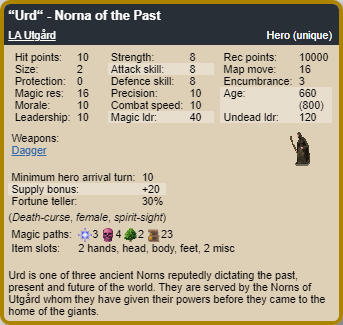 “Urd“ - Norna of the Past
LA Utgård Hero (unique)
Hit points: 10 Strength: 8 Rec points: 10000
Size: 2 Attack skill: 8 Map move: 16
Protection: 0 Defence skill: 8 Encumbrance: 3
Magic res: 16 Precision: 10 Age: 660
Morale: 10 Combat speed: 10 (800)
Leadership: 10 Magic ldr: 40 Undead ldr: 120
Weapons:
Dagger
Minimum hero arrival turn: 10
Supply bonus: +20
Fortune teller: 30%
(Death-curse, female, spirit-sight)
Magic paths: 3 4 2 23
Item slots: 2 hands, head, body, feet, 2 misc
Urd is one of three ancient Norns reputedly dictating the past,
present and future of the world. They are served by the Norns of
Utgård whom they have given their powers before they came to the
home of the giants.